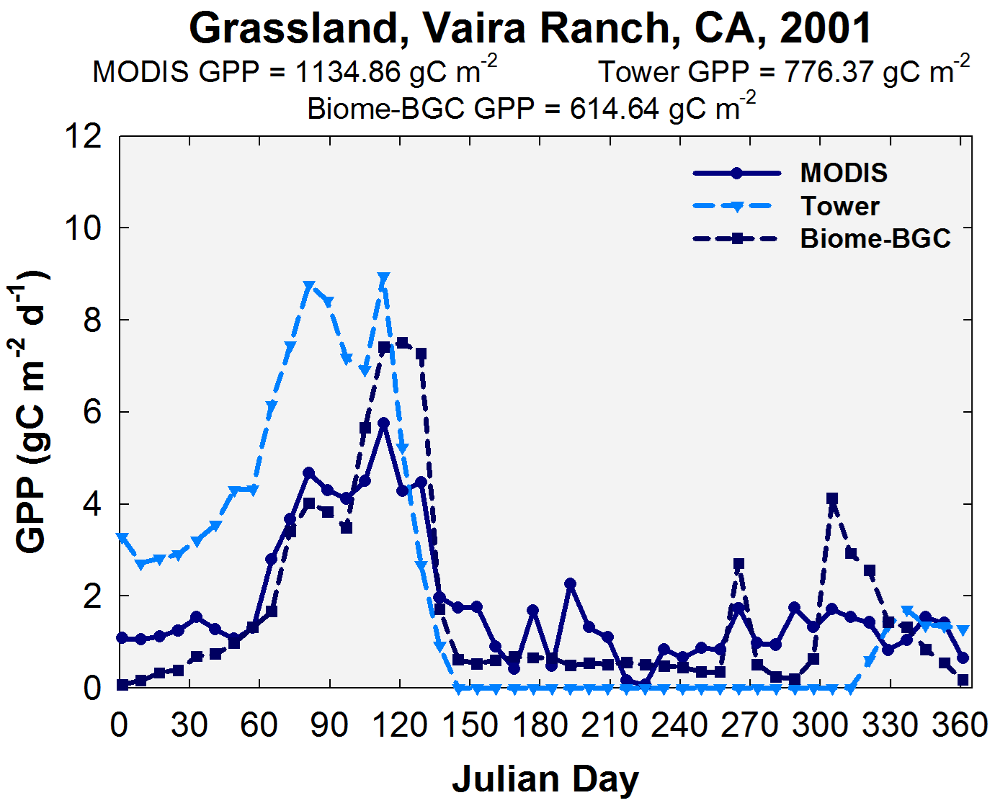 Grassland, Vaira Ranch, CA, 2001
MODIS GPP = 1134.86 gC m-2 Tower GPP = 776.37 gC m-2
Biome-BGC GPP = 614.64 gC m-2
MODIS
Tower
Biome-BGC
12
10
8
6
4
2
0
GPP (gC m-2 d-1)
0 30 60 90 120 150 180 210 240 270 300 330 360
Julian Day